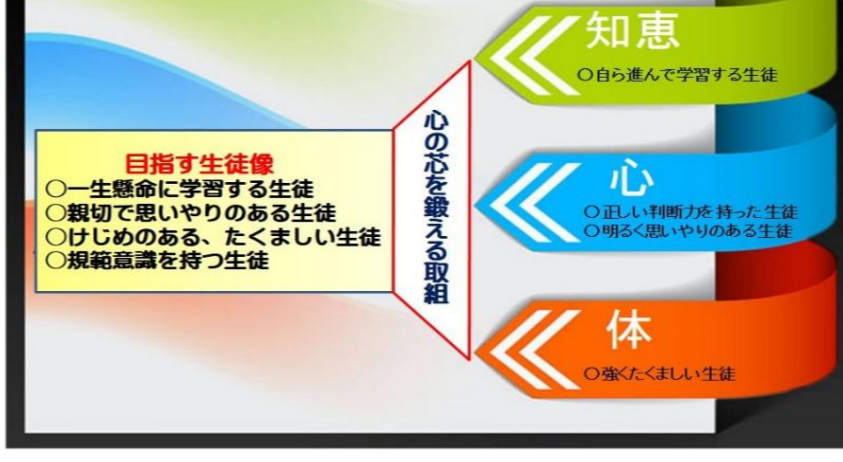 知恵
○自ら進んで学習する生徒
目指す生徒像
○一生懸命に学習する生徒
○親切で思いやりのある生徒
○けじめのある、たくましい生徒
○規範意識を持つ生徒
心の芯を鍛える取組
心
○正しい判断力を持った生徒
○明るく思いやりのある生徒
体
○強くたくましい生徒